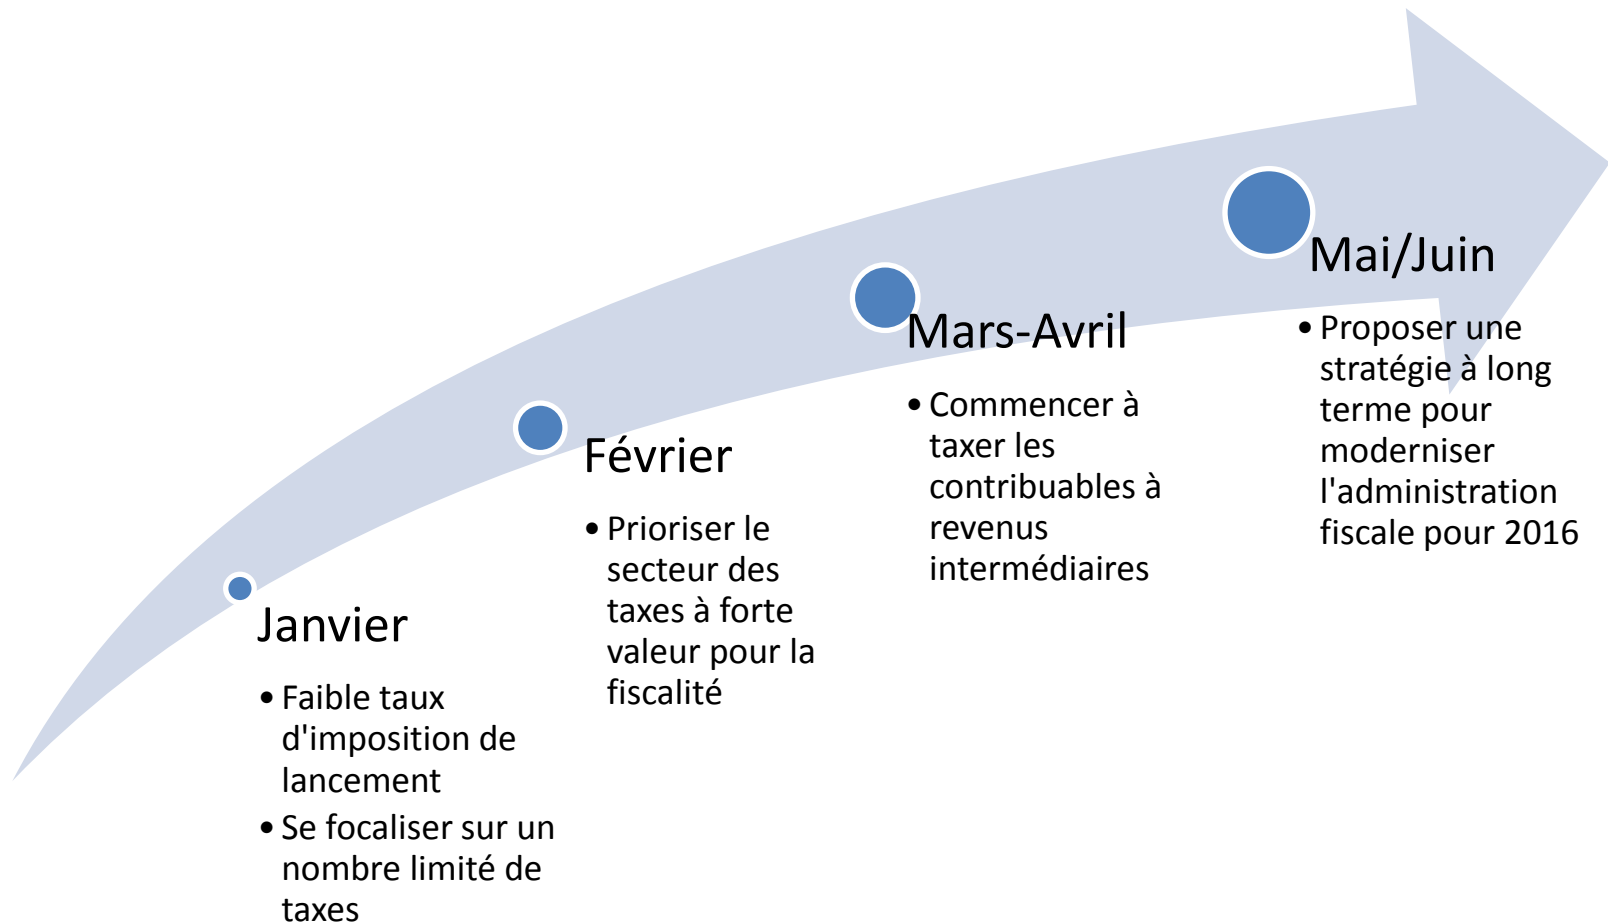 Janvier
• Faible taux
d'imposition de
lancement
• Se focaliser sur un
nombre limité de
taxes
Février
• Prioriser le
secteur des
taxes à forte
valeur pour la
fiscalité
Mars-Avril
• Commencer à
taxer les
contribuables à
revenus
intermédiaires
Mai/Juin
• Proposer une
stratégie à long
terme pour
moderniser
l'administration
fiscale pour 2016